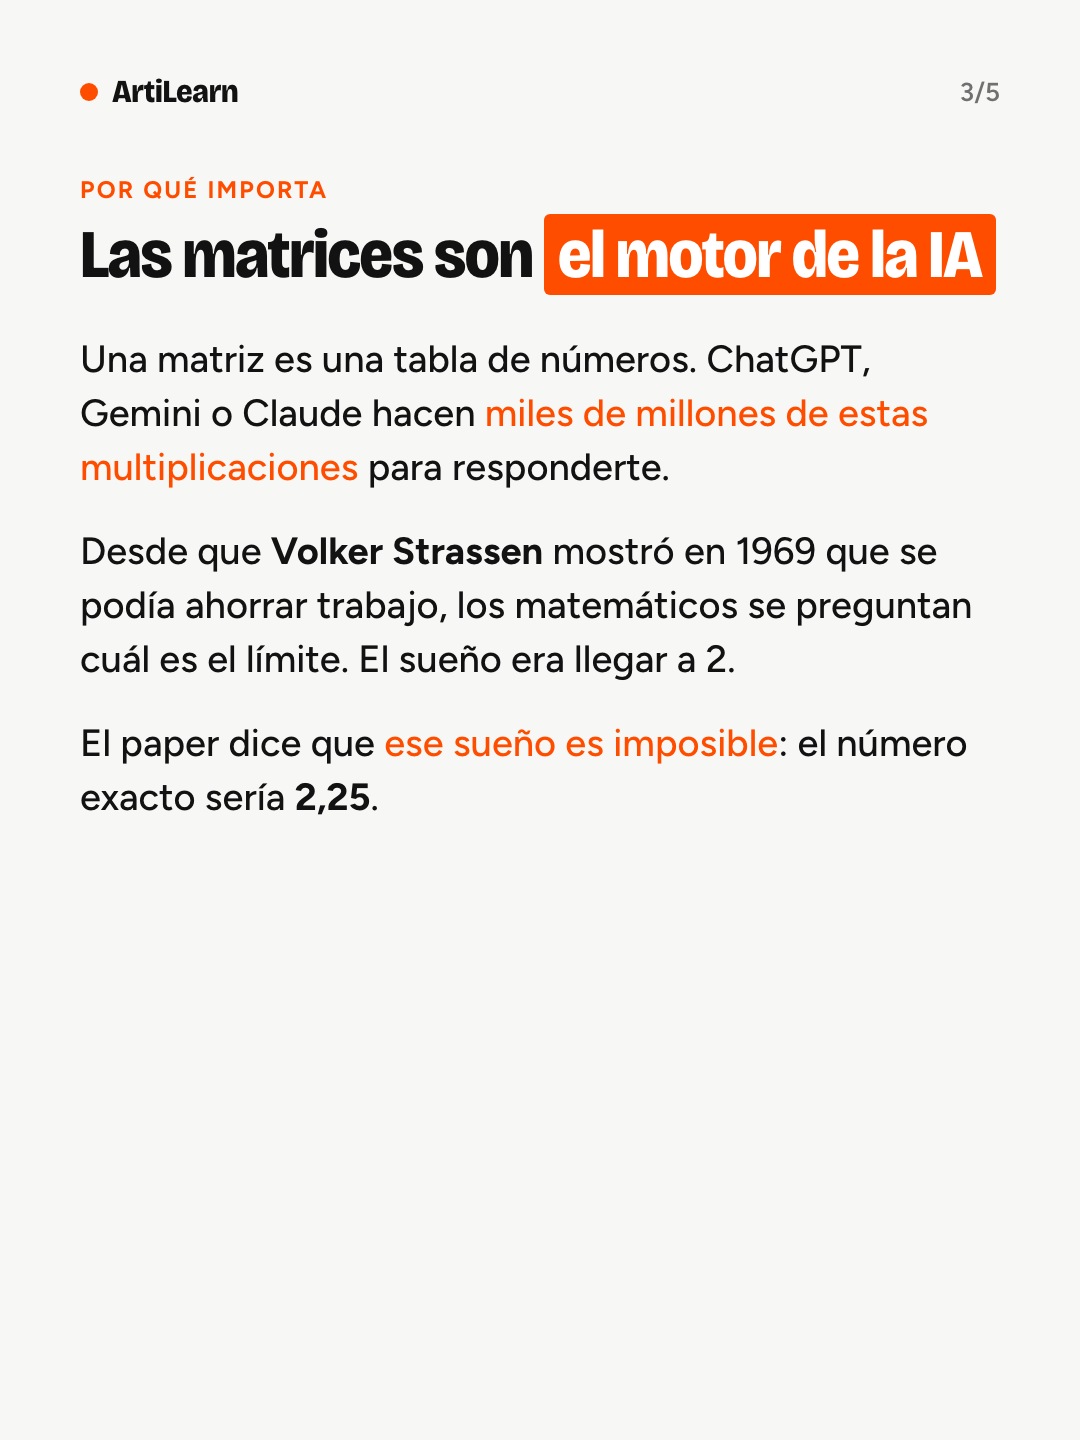 ArtiLearn
3/5
POR QUÉ IMPORTA
Las matrices son el motor de la IA
Una matriz es una tabla de números. ChatGPT,
Gemini o Claude hacen miles de millones de estas
multiplicaciones para responderte.
Desde que Volker Strassen mostró en 1969 que se
podía ahorrar trabajo, los matemáticos se preguntan
cuál es el límite. El sueño era llegar a 2.
El paper dice que ese sueño es imposible: el número
exacto sería 2,25.